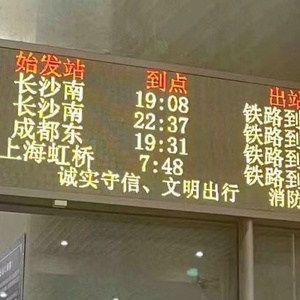 始发站 到点 出站
长沙南 19:08 铁路到
长沙南 22:37 铁路到
成都东 19:31 铁路到
上海虹桥 7:48 铁路到
诚实守信、文明出行 消防